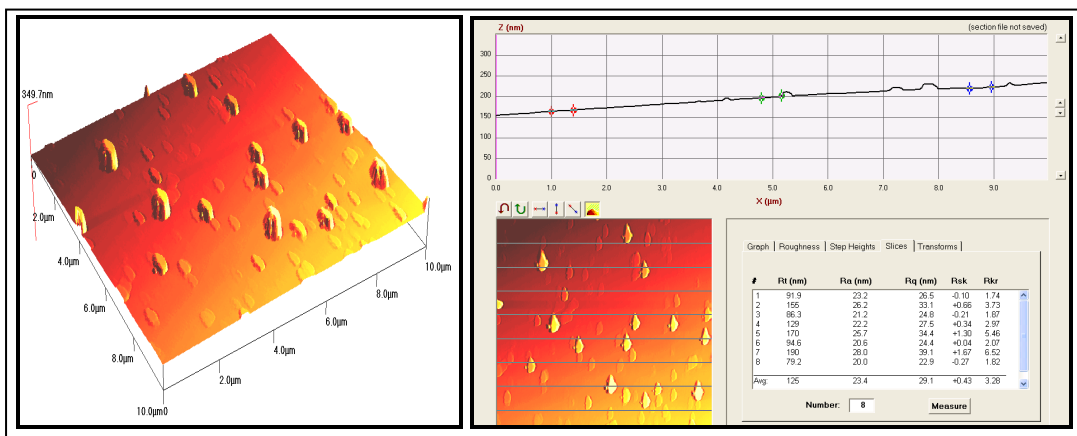 349.7nm
0
2.0µm
4.0µm
6.0µm
8.0µm
10.0µm0
2.0µm
4.0µm
6.0µm
8.0µm
10.0µm
Z (nm)
(section file not saved)
300
250
200
150
100
50
0
0.0 1.0 2.0 3.0 4.0 5.0 6.0 7.0 8.0 9.0
X (µm)
Graph Roughness Step Heights Slices Transforms
# Rt (nm) Ra (nm) Rq (nm) Rsk Rkr
1 91.9 23.2 26.5 -0.10 1.74
2 155 26.2 33.1 +0.66 3.73
3 86.3 21.2 24.8 -0.21 1.87
4 129 22.2 27.5 +0.34 2.97
5 170 25.7 34.4 +1.30 5.46
6 94.6 20.6 24.4 +0.04 2.07
7 190 28.0 39.1 +1.67 6.52
8 79.2 20.0 22.9 -0.27 1.82
Avg: 125 23.4 29.1 +0.43 3.28
Number: 8 Measure